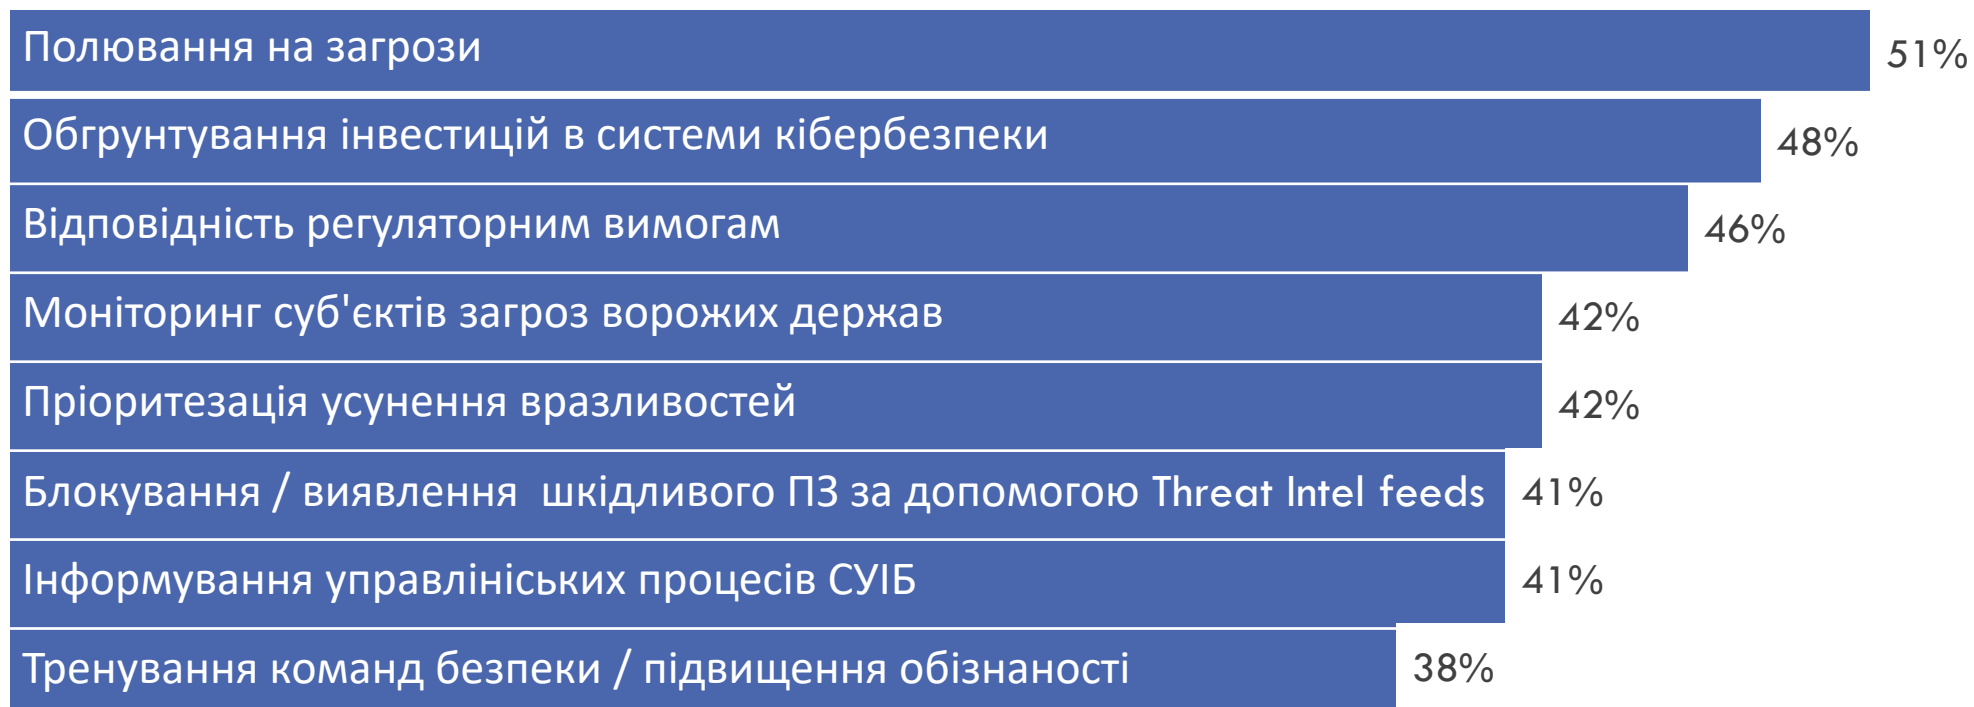 Полювання на загрози 51%
Обгрунтування інвестицій в системи кібербезпеки 48%
Відповідність регуляторним вимогам 46%
Моніторинг суб'єктів загроз ворожих держав 42%
Пріоритезація усунення вразливостей 42%
Блокування / виявлення  шкідливого ПЗ за допомогою Threat Intel feeds 41%
Інформування управлініських процесів СУІБ 41%
Тренування команд безпеки / підвищення обізнаності 38%